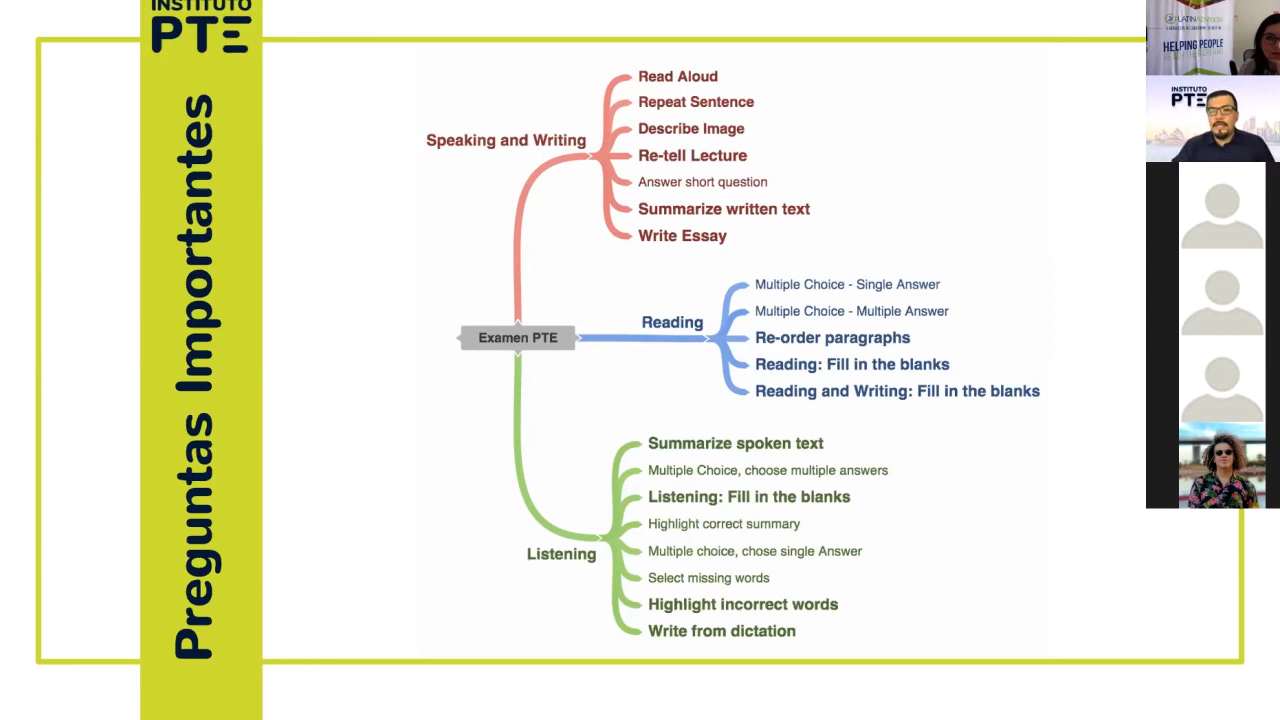 INSTITUTO
PTE
Preguntas Importantes
Speaking and Writing
Read Aloud
Repeat Sentence
Describe Image
Re-tell Lecture
Answer short question
Summarize written text
Write Essay
Examen PTE
Reading
Multiple Choice - Single Answer
Multiple Choice - Multiple Answer
Re-order paragraphs
Reading: Fill in the blanks
Reading and Writing: Fill in the blanks
Listening
Summarize spoken text
Multiple Choice, choose multiple answers
Listening: Fill in the blanks
Highlight correct summary
Multiple choice, chose single Answer
Select missing words
Highlight incorrect words
Write from dictation
HELPING PEOPLE
INSTITUTO
PTE